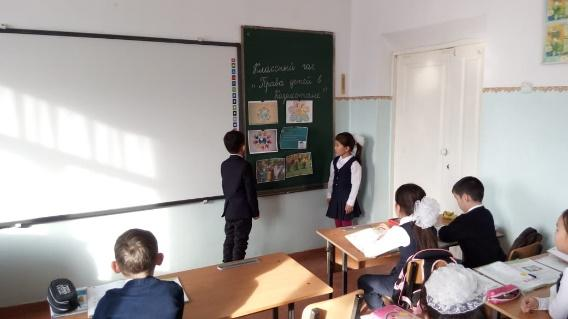 Классный час
„Права детей в
Казахстане"